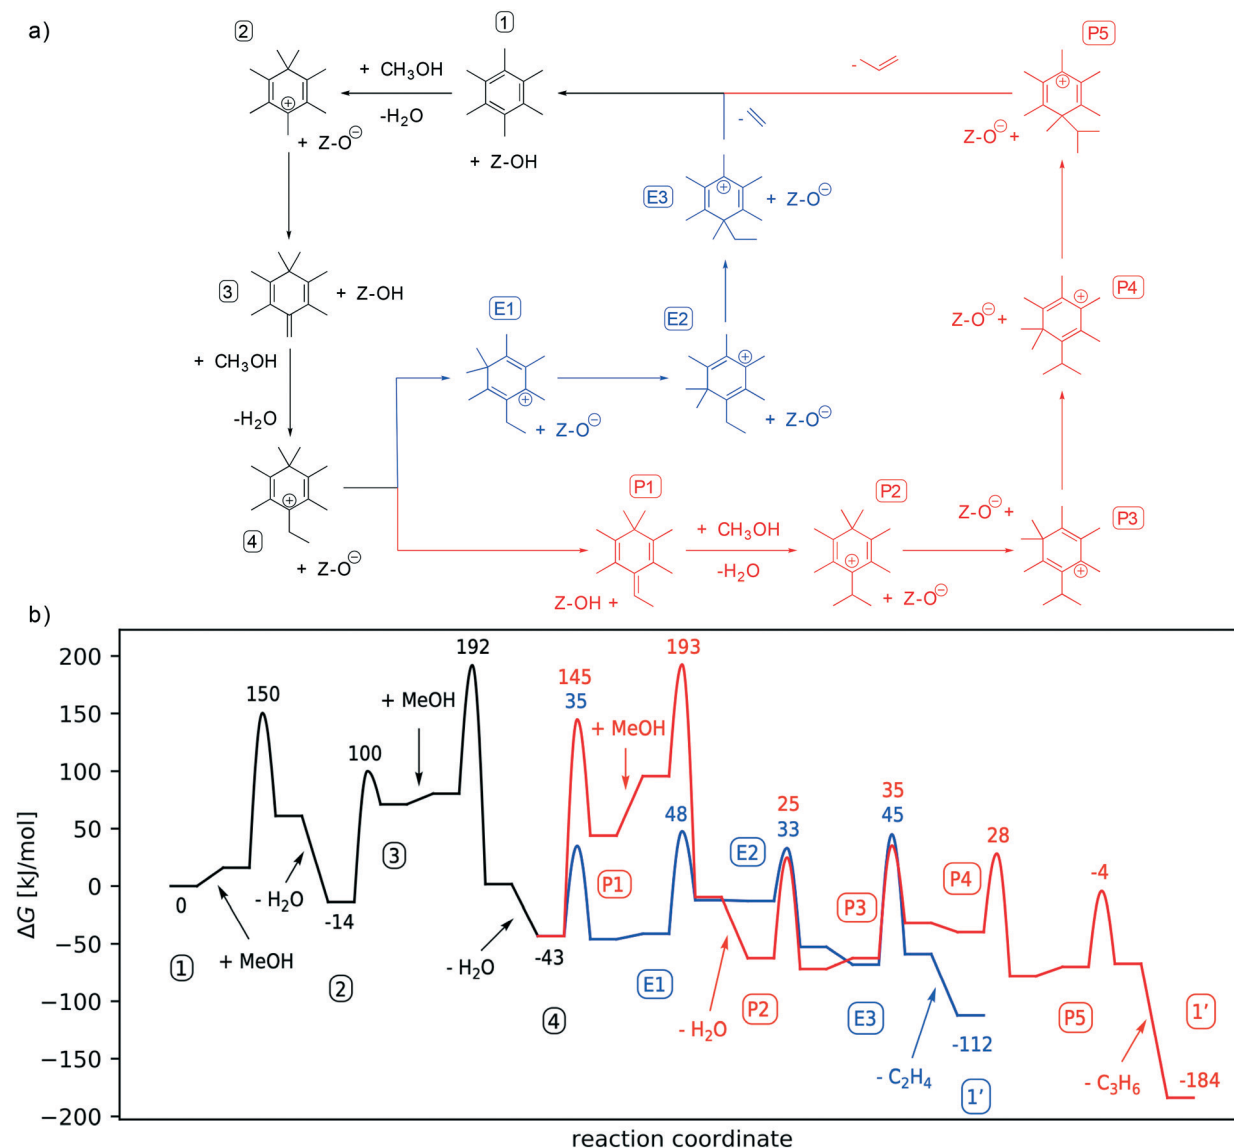 a)
2
1
P5
+ CH₃OH
-H₂O
-
⊕
+ Z-O⊖
+ Z-OH
-
⊕
Z-O⊖ +
E3
⊕
+ Z-O⊖
3
+ Z-OH
+ CH₃OH
-H₂O
E1
⊕
+ Z-O⊖
E2
⊕
+ Z-O⊖
P4
⊕
Z-O⊖ +
4
⊕
+ Z-O⊖
P1
Z-OH +
+ CH₃OH
-H₂O
P2
⊕
+ Z-O⊖
Z-O⊖ +
P3
⊕
b)
200
150
100
50
0
−50
−100
−150
−200
ΔG [kJ/mol]
0
1
+ MeOH
150
- H₂O
-14
2
100
3
+ MeOH
192
- H₂O
-43
4
145
35
P1
+ MeOH
193
48
E1
- H₂O
E2
P2
25
33
P3
E3
35
45
- C₂H₄
-112
1'
P4
28
P5
-4
- C₃H₆
1'
-184
reaction coordinate